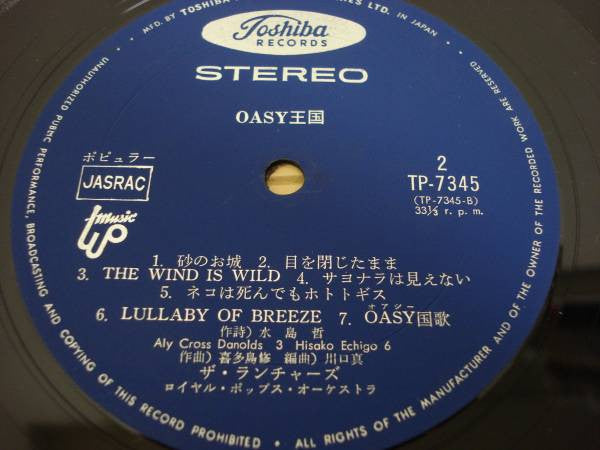 BY TOSHIBA
RIES LTD. IN JAPAN
Toshiba
RECORDS
STEREO
OASY王国
ポピュラー
JASRAC
music
2
TP-7345
(TP-7345-B)
33⅓ r. p. m.
1. 砂のお城 2. 目を閉じたまま
3. THE WIND IS WILD 4. サヨナラは見えない
5. ネコは死んでもホトトギス
オアシー
6. LULLABY OF BREEZE 7. OASY国歌
作詩) 水島 哲
Aly Cross Danolds 3 Hisako Echigo 6
作曲) 喜多島修 編曲) 川口真
ザ・ランチャーズ
ロイヤル・ポップス・オーケストラ
UNAUTHORIZED PUBLIC PERFORMANCE, BROADCASTING AND COPYING OF THIS RECORD PROHIBITED • ALL RIGHTS OF THE MANUFACTURER AND OF THE OWNER OF THE RECORDED WORK ARE RESERVED